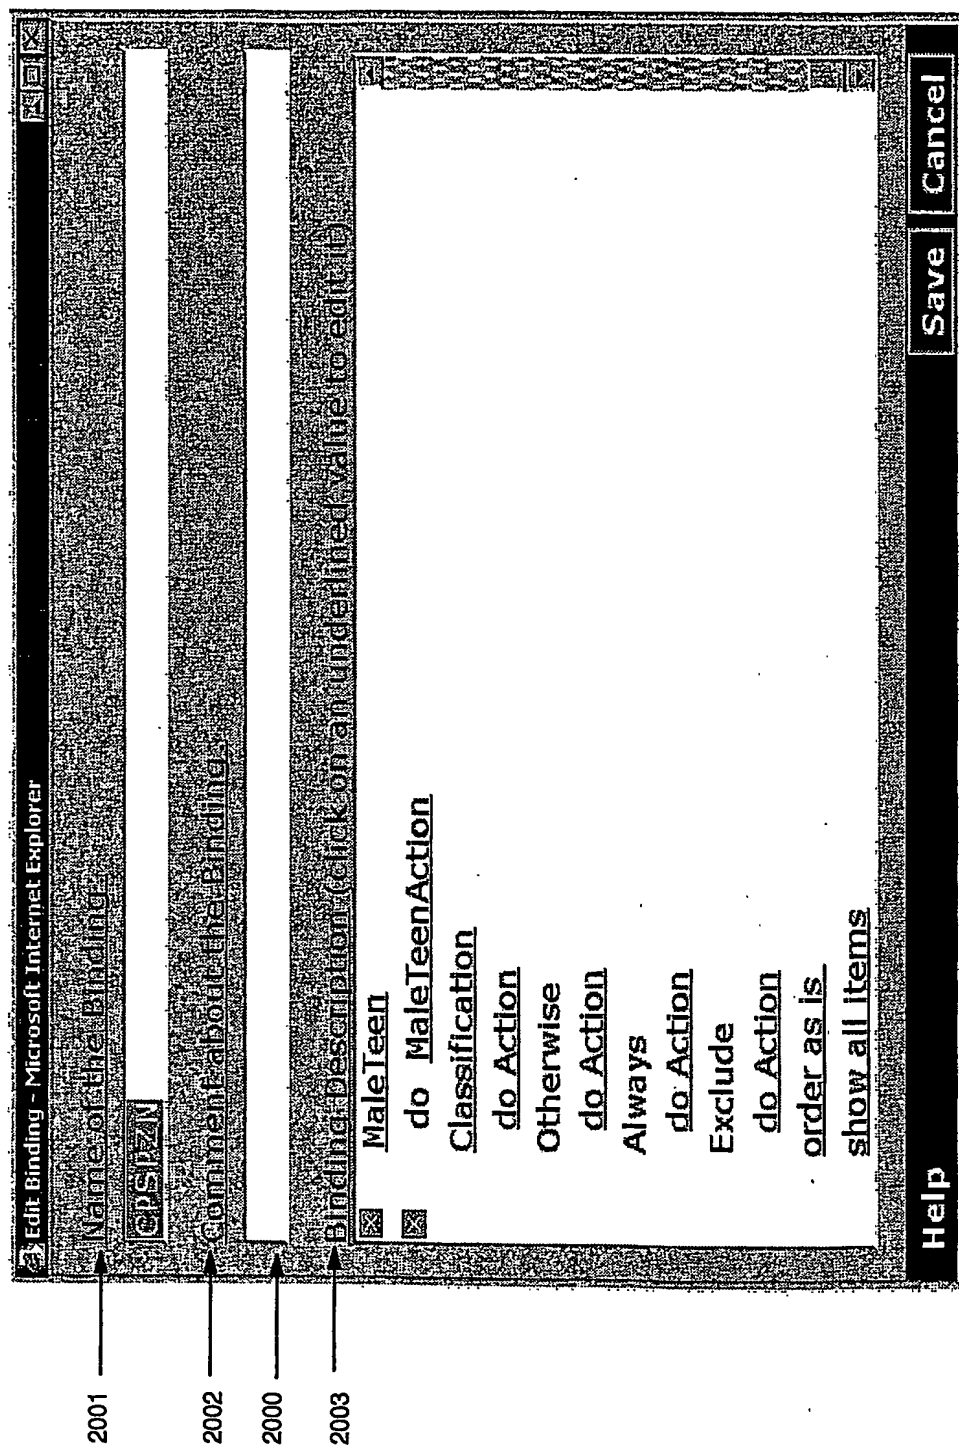 Edit Binding - Microsoft Internet Explorer
2001
Name of the Binding
2002
Comment about the Binding
2000
2003
Binding Description (click on an underlined value to edit it)
MaleTeen
do MaleTeenAction
Classification
do Action
Otherwise
do Action
Always
do Action
Exclude
do Action
order as is
show all items
Help
Save
Cancel